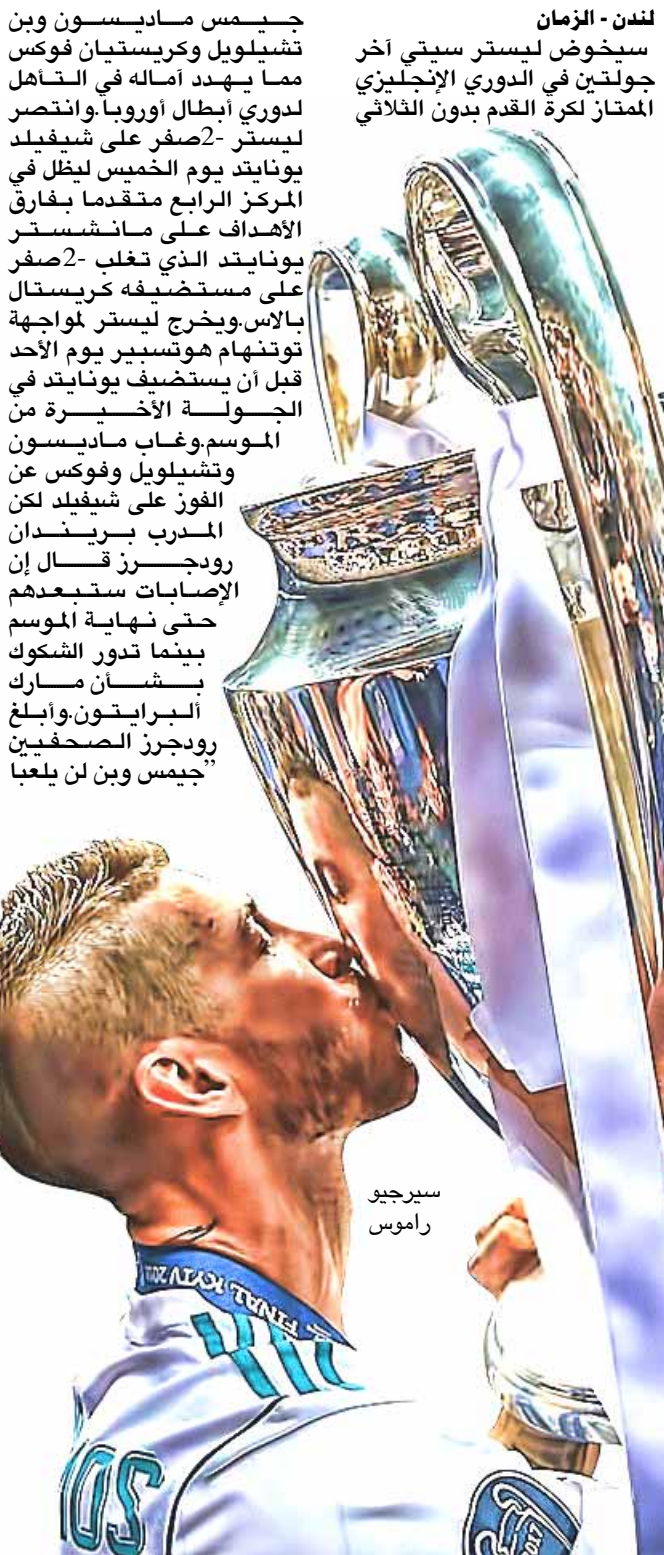 لندن - الزمان
سيخوض ليستر سيتي آخر
جولتين في الدوري الإنجليزي
الممتاز لكرة القدم بدون الثلاثي
جيمس ماديسون وبن
تشيلويل وكريستيان فوكس
مما يهدد آماله في التأهل
لدوري أبطال أوروبا.وانتصر
ليستر -2صفر على شيفيلد
يونايتد يوم الخميس ليظل في
المركز الرابع متقدما بفارق
الأهداف على مانشستر
يونايتد الذي تغلب -2صفر
على مستضيفه كريستال
بالاس.ويخرج ليستر لمواجهة
توتنهام هوتسبير يوم الأحد
قبل أن يستضيف يونايتد في
الجولة الأخيرة من
الموسم.وغاب ماديسون
وتشيلويل وفوكس عن
الفوز على شيفيلد لكن
المدرب بريندان
رودجرز قال إن
الإصابات ستبعدهم
حتى نهاية الموسم
بينما تدور الشكوك
بشأن مارك
ألبرايتون.وأبلغ
رودجرز الصحفيين
”جيمس وبن لن يلعبا
سيرجيو
راموس
FINAL KYIV